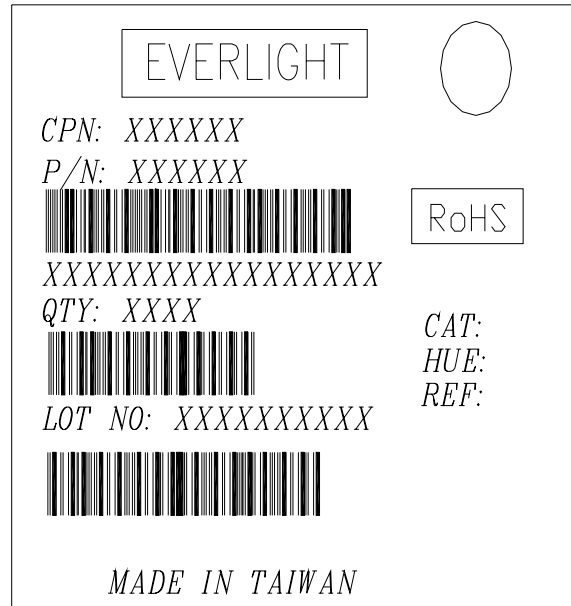 EVERLIGHT
CPN: XXXXXX
P/N: XXXXXX
RoHS
XXXXXXXXXXXXXXXXX
QTY: XXXX
CAT:
HUE:
REF:
LOT NO: XXXXXXXXXX
MADE IN TAIWAN